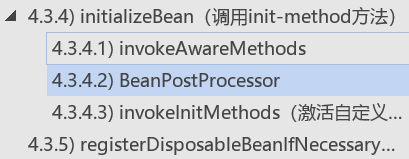 4.3.4) initializeBean（调用init-method方法）
4.3.4.1) invokeAwareMethods
4.3.4.2) BeanPostProcessor
4.3.4.3) invokeInitMethods（激活自定义...
4.3.5) registerDisposableBeanIfNecessary...